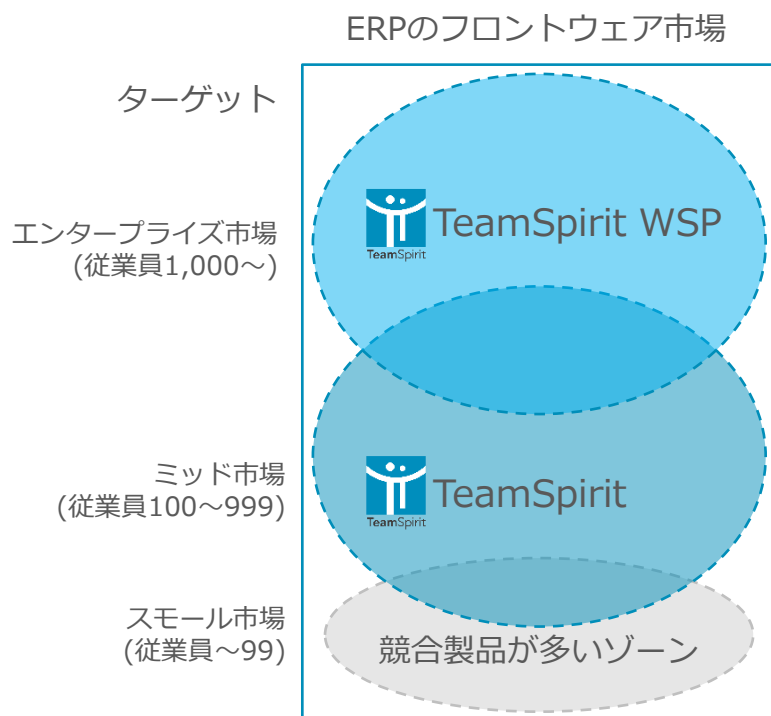 ERPのフロントウェア市場
ターゲット
TeamSpirit WSP
TeamSpirit
エンタープライズ市場
(従業員1,000～)
TeamSpirit
TeamSpirit
ミッド市場
(従業員100～999)
スモール市場
(従業員～99)
競合製品が多いゾーン